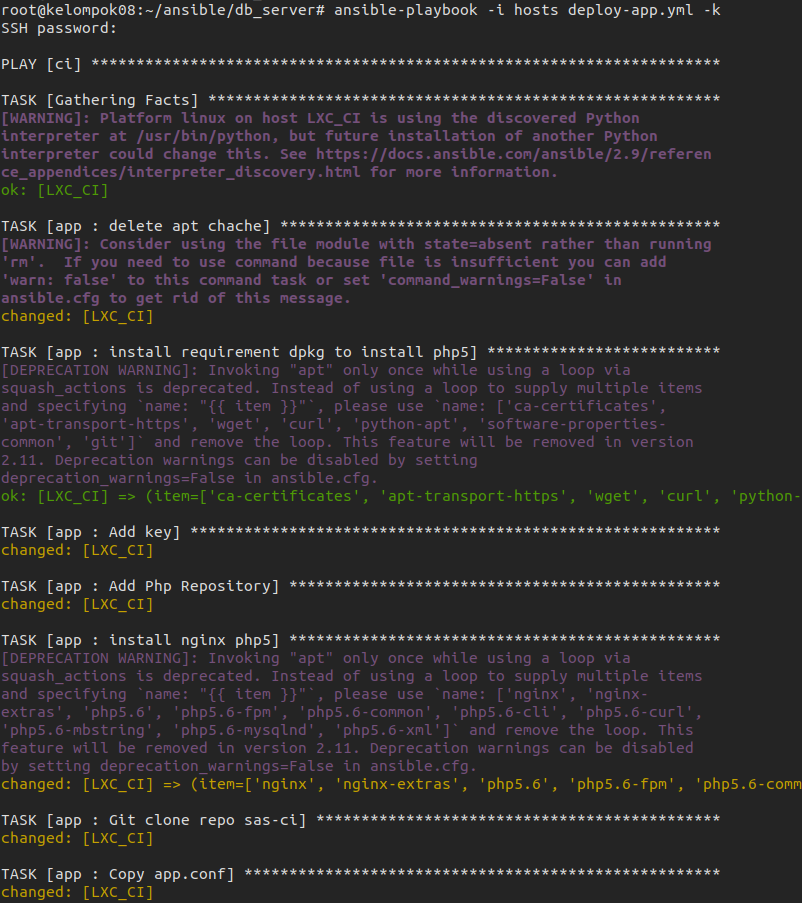 root@kelompok08:~/ansible/db_server# ansible-playbook -i hosts deploy-app.yml -k
SSH password:
PLAY [ci] **********************************************************************
TASK [Gathering Facts] *********************************************************
[WARNING]: Platform linux on host LXC_CI is using the discovered Python
interpreter at /usr/bin/python, but future installation of another Python
interpreter could change this. See https://docs.ansible.com/ansible/2.9/referen
ce_appendices/interpreter_discovery.html for more information.
ok: [LXC_CI]
TASK [app : delete apt chache] *************************************************
[WARNING]: Consider using the file module with state=absent rather than running
'rm'.  If you need to use command because file is insufficient you can add
'warn: false' to this command task or set 'command_warnings=False' in
ansible.cfg to get rid of this message.
changed: [LXC_CI]
TASK [app : install requirement dpkg to install php5] **************************
[DEPRECATION WARNING]: Invoking "apt" only once while using a loop via
squash_actions is deprecated. Instead of using a loop to supply multiple items
and specifying `name: "{{ item }}"`, please use `name: ['ca-certificates',
'apt-transport-https', 'wget', 'curl', 'python-apt', 'software-properties-
common', 'git']` and remove the loop. This feature will be removed in version
2.11. Deprecation warnings can be disabled by setting
deprecation_warnings=False in ansible.cfg.
ok: [LXC_CI] => (item=['ca-certificates', 'apt-transport-https', 'wget', 'curl', 'python-
TASK [app : Add key] ***********************************************************
changed: [LXC_CI]
TASK [app : Add Php Repository] ************************************************
changed: [LXC_CI]
TASK [app : install nginx php5] ************************************************
[DEPRECATION WARNING]: Invoking "apt" only once while using a loop via
squash_actions is deprecated. Instead of using a loop to supply multiple items
and specifying `name: "{{ item }}"`, please use `name: ['nginx', 'nginx-
extras', 'php5.6', 'php5.6-fpm', 'php5.6-common', 'php5.6-cli', 'php5.6-curl',
'php5.6-mbstring', 'php5.6-mysqlnd', 'php5.6-xml']` and remove the loop. This
feature will be removed in version 2.11. Deprecation warnings can be disabled
by setting deprecation_warnings=False in ansible.cfg.
changed: [LXC_CI] => (item=['nginx', 'nginx-extras', 'php5.6', 'php5.6-fpm', 'php5.6-comm
TASK [app : Git clone repo sas-ci] *********************************************
changed: [LXC_CI]
TASK [app : Copy app.conf] *****************************************************
changed: [LXC_CI]